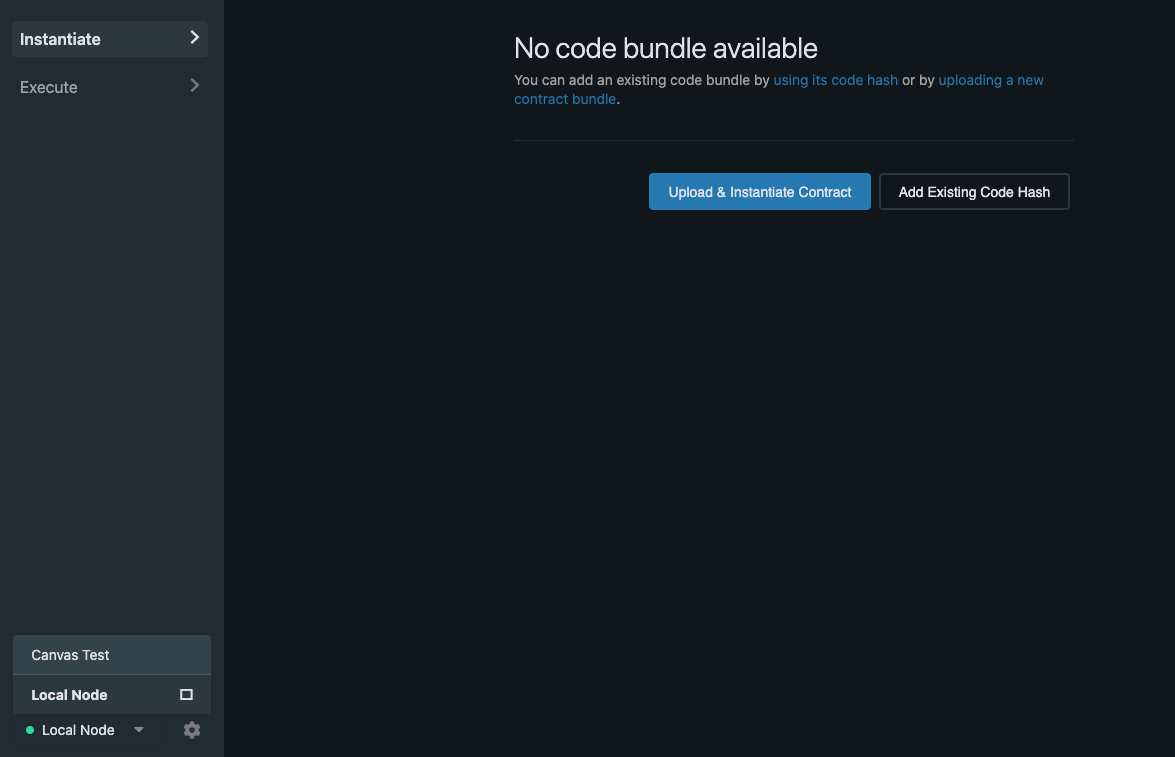 Instantiate
Execute
No code bundle available
You can add an existing code bundle by using its code hash or by uploading a new
contract bundle.
Upload & Instantiate Contract
Add Existing Code Hash
Canvas Test
Local Node
Local Node